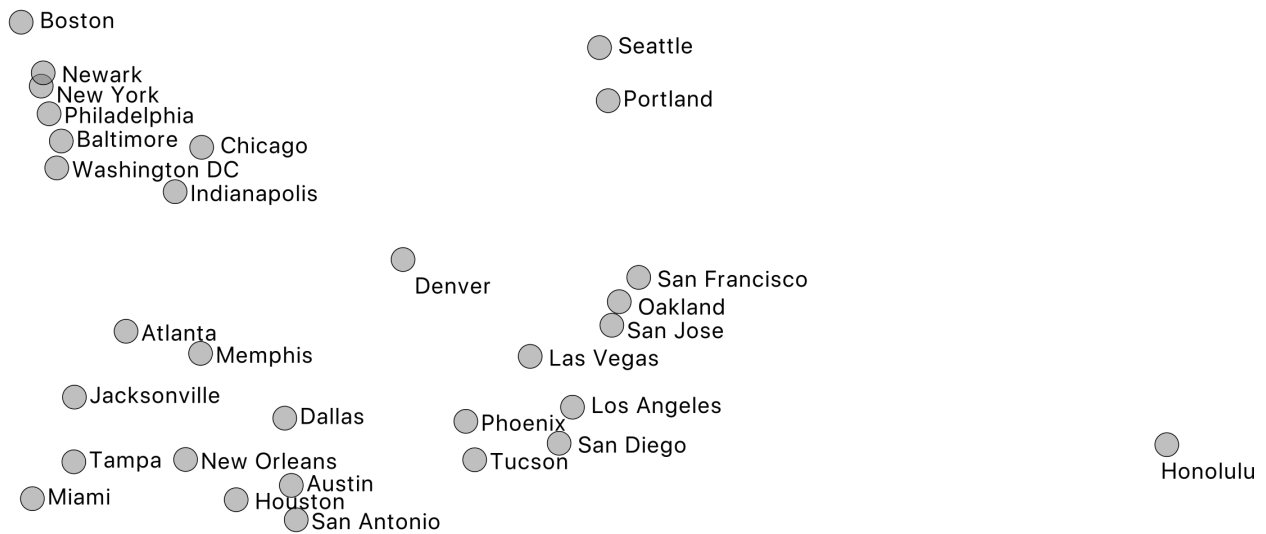 Boston
Seattle
Newark
New York
Portland
Philadelphia
Baltimore
Chicago
Washington DC
Indianapolis
Denver
San Francisco
Oakland
San Jose
Atlanta
Memphis
Las Vegas
Jacksonville
Dallas
Phoenix
Los Angeles
San Diego
Tampa
New Orleans
Tucson
Honolulu
Austin
Miami
Houston
San Antonio